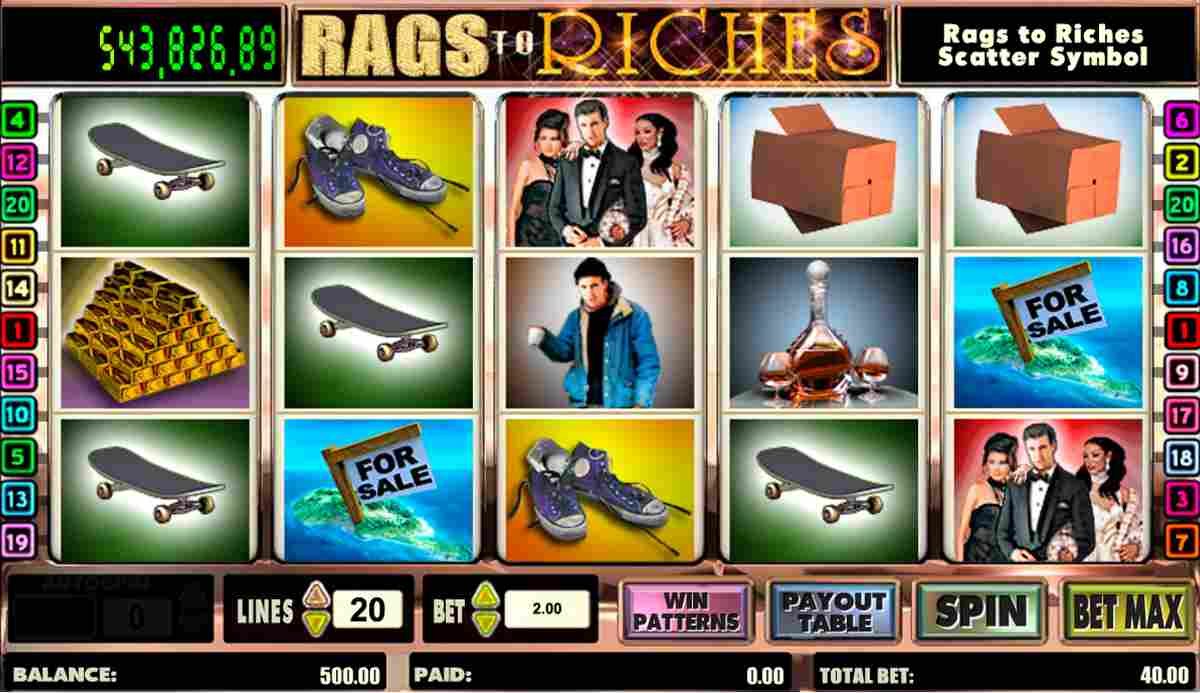 543,826.89
RAGS TO RICHES
Rags to Riches
Scatter Symbol
4
12
20
11
14
1
15
10
5
13
19
FOR
SALE
FOR
SALE
6
2
20
16
8
1
9
17
18
3
7
0
LINES 20
BET 2.00
WIN
PATTERNS
PAYOUT
TABLE
SPIN
BET MAX
BALANCE: 500.00
PAID: 0.00
TOTAL BET: 40.00